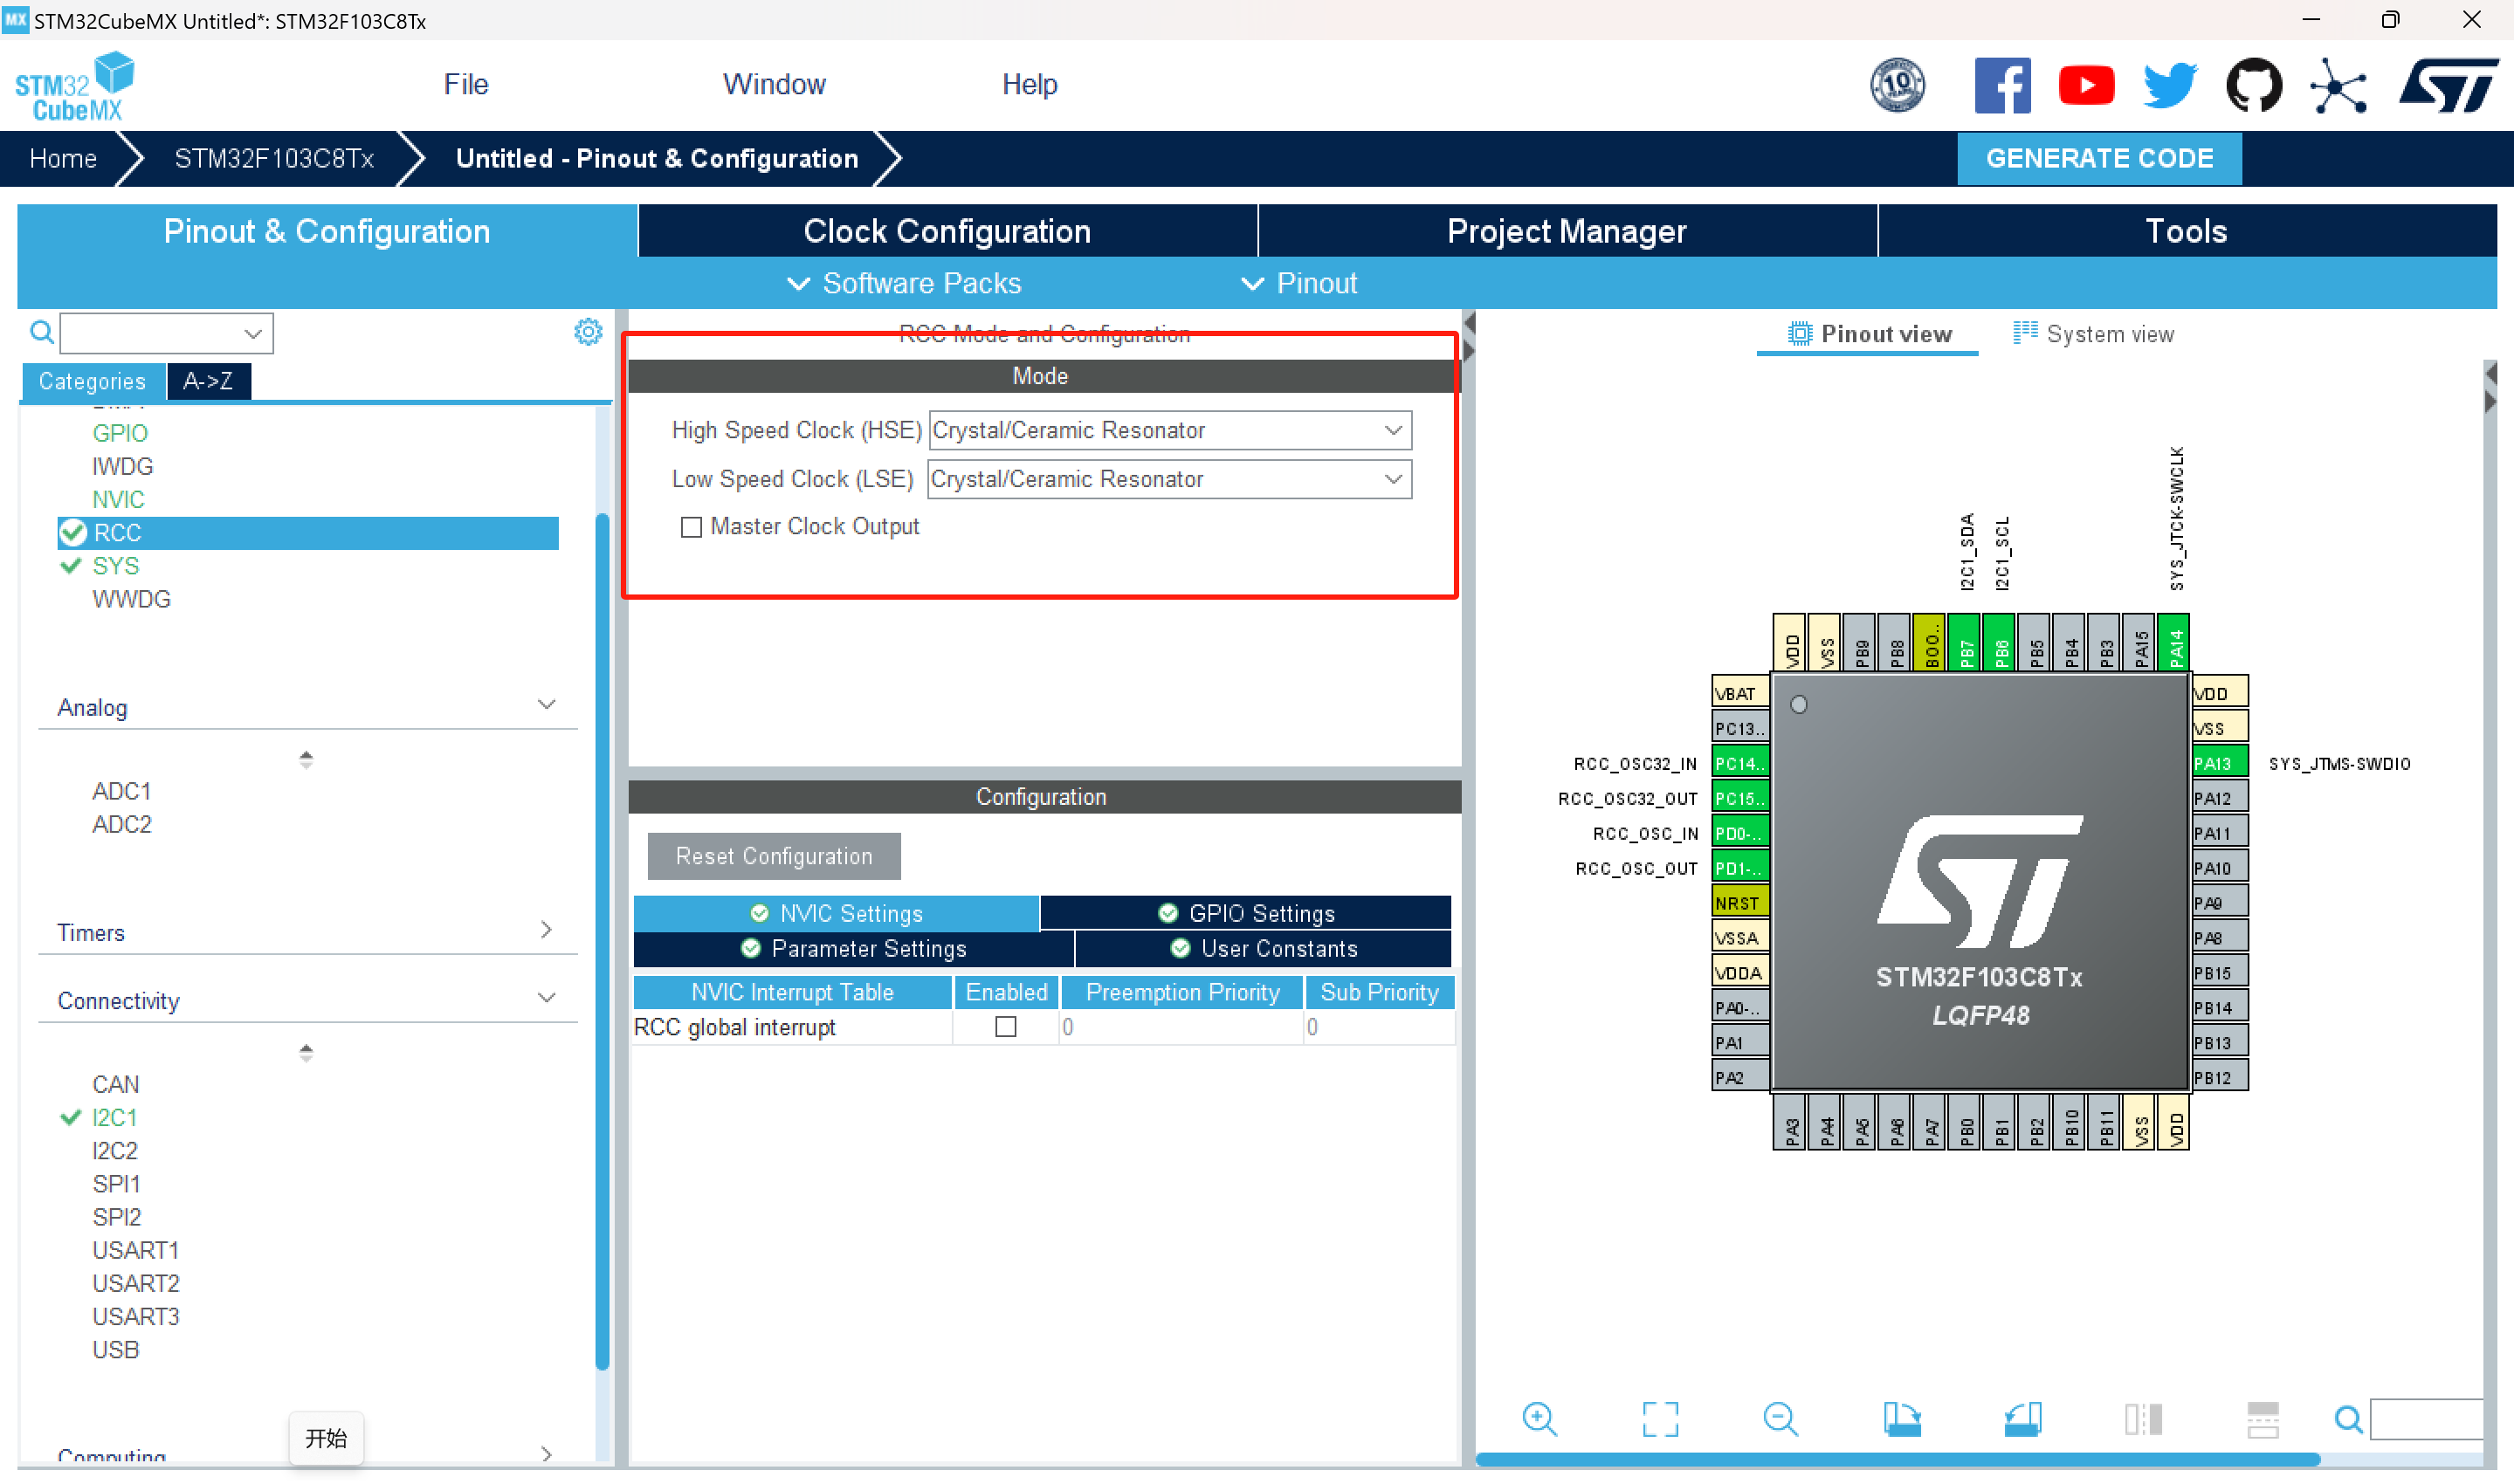 MX STM32CubeMX Untitled*: STM32F103C8Tx
STM32 CubeMX
File Window Help
10 YEARS
Home STM32F103C8Tx Untitled - Pinout & Configuration GENERATE CODE
Pinout & Configuration Clock Configuration Project Manager Tools
Software Packs Pinout
RCC Mode and Configuration
Pinout view System view
Categories A->Z
Mode
GPIO
IWDG
NVIC
RCC
SYS
WWDG
Analog
ADC1
ADC2
Timers
Connectivity
CAN
I2C1
I2C2
SPI1
SPI2
USART1
USART2
USART3
USB
Computing
开始
High Speed Clock (HSE) Crystal/Ceramic Resonator
Low Speed Clock (LSE) Crystal/Ceramic Resonator
Master Clock Output
Configuration
Reset Configuration
NVIC Settings GPIO Settings
Parameter Settings User Constants
NVIC Interrupt Table Enabled Preemption Priority Sub Priority
RCC global interrupt 0 0
I2C1_SDA
I2C1_SCL
SYS_JTCK-SWCLK
VDD VSS PB9 PB8 BOO.. PB7 PB6 PB5 PB4 PB3 PA15 PA14
VBAT VDD
PC13.. VSS
RCC_OSC32_IN PC14.. PA13 SYS_JTMS-SWDIO
RCC_OSC32_OUT PC15.. PA12
RCC_OSC_IN PD0-.. PA11
RCC_OSC_OUT PD1-.. PA10
NRST PA9
VSSA PA8
VDDA PB15
PA0-.. PB14
PA1 PB13
PA2 PB12
STM32F103C8Tx
LQFP48
PA3 PA4 PA5 PA6 PA7 PB0 PB1 PB2 PB10 PB11 VSS VDD